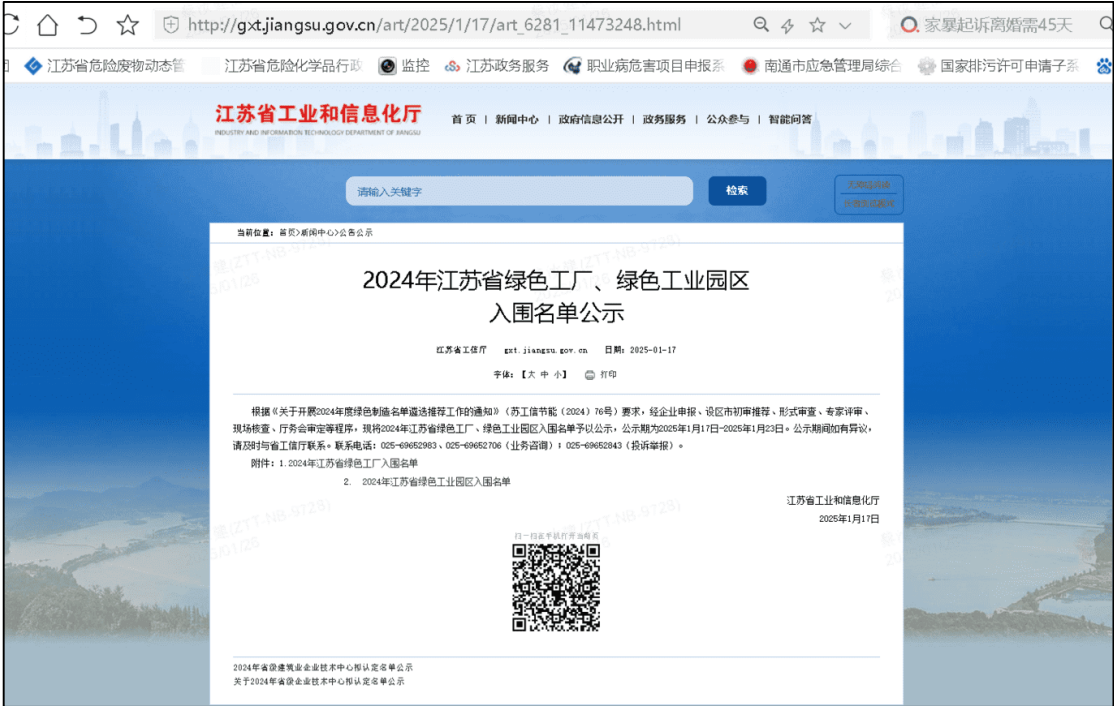 http://gxt.jiangsu.gov.cn/art/2025/1/17/art_6281_11473248.html
家暴起诉离婚需45天
江苏省危险废物动态管
江苏省危险化学品行政
监控
江苏政务服务
职业病危害项目申报系
南通市应急管理局综合
国家排污许可申请子系
江苏省工业和信息化厅
INDUSTRY AND INFORMATION TECHNOLOGY DEPARTMENT OF JIANGSU
首页 | 新闻中心 | 政府信息公开 | 政务服务 | 公众参与 | 智能问答
请输入关键字
检索
当前位置：首页>新闻中心>公告公示
2024年江苏省绿色工厂、绿色工业园区
入围名单公示
江苏省工信厅 gxt.jiangsu.gov.cn 日期：2025-01-17
字体：【大 中 小】 打印
根据《关于开展2024年度绿色制造名单遴选推荐工作的通知》（苏工信节能（2024）76号）要求，经企业申报、设区市初审推荐、形式审查、专家评审、
现场核查、厅务会审定等程序，现将2024年江苏省绿色工厂、绿色工业园区入围名单予以公示，公示期为2025年1月17日-2025年1月23日。公示期间如有异议，
请及时与省工信厅联系。联系电话：025-69652983、025-69652706（业务咨询）；025-69652843（投诉举报）。
附件：1.2024年江苏省绿色工厂入围名单
2. 2024年江苏省绿色工业园区入围名单
江苏省工业和信息化厅
2025年1月17日
(ZTT-NB-9723)
扫一扫在手机打开当前页
2024年省级建筑业企业技术中心拟认定名单公示
关于2024年省级企业技术中心拟认定名单公示